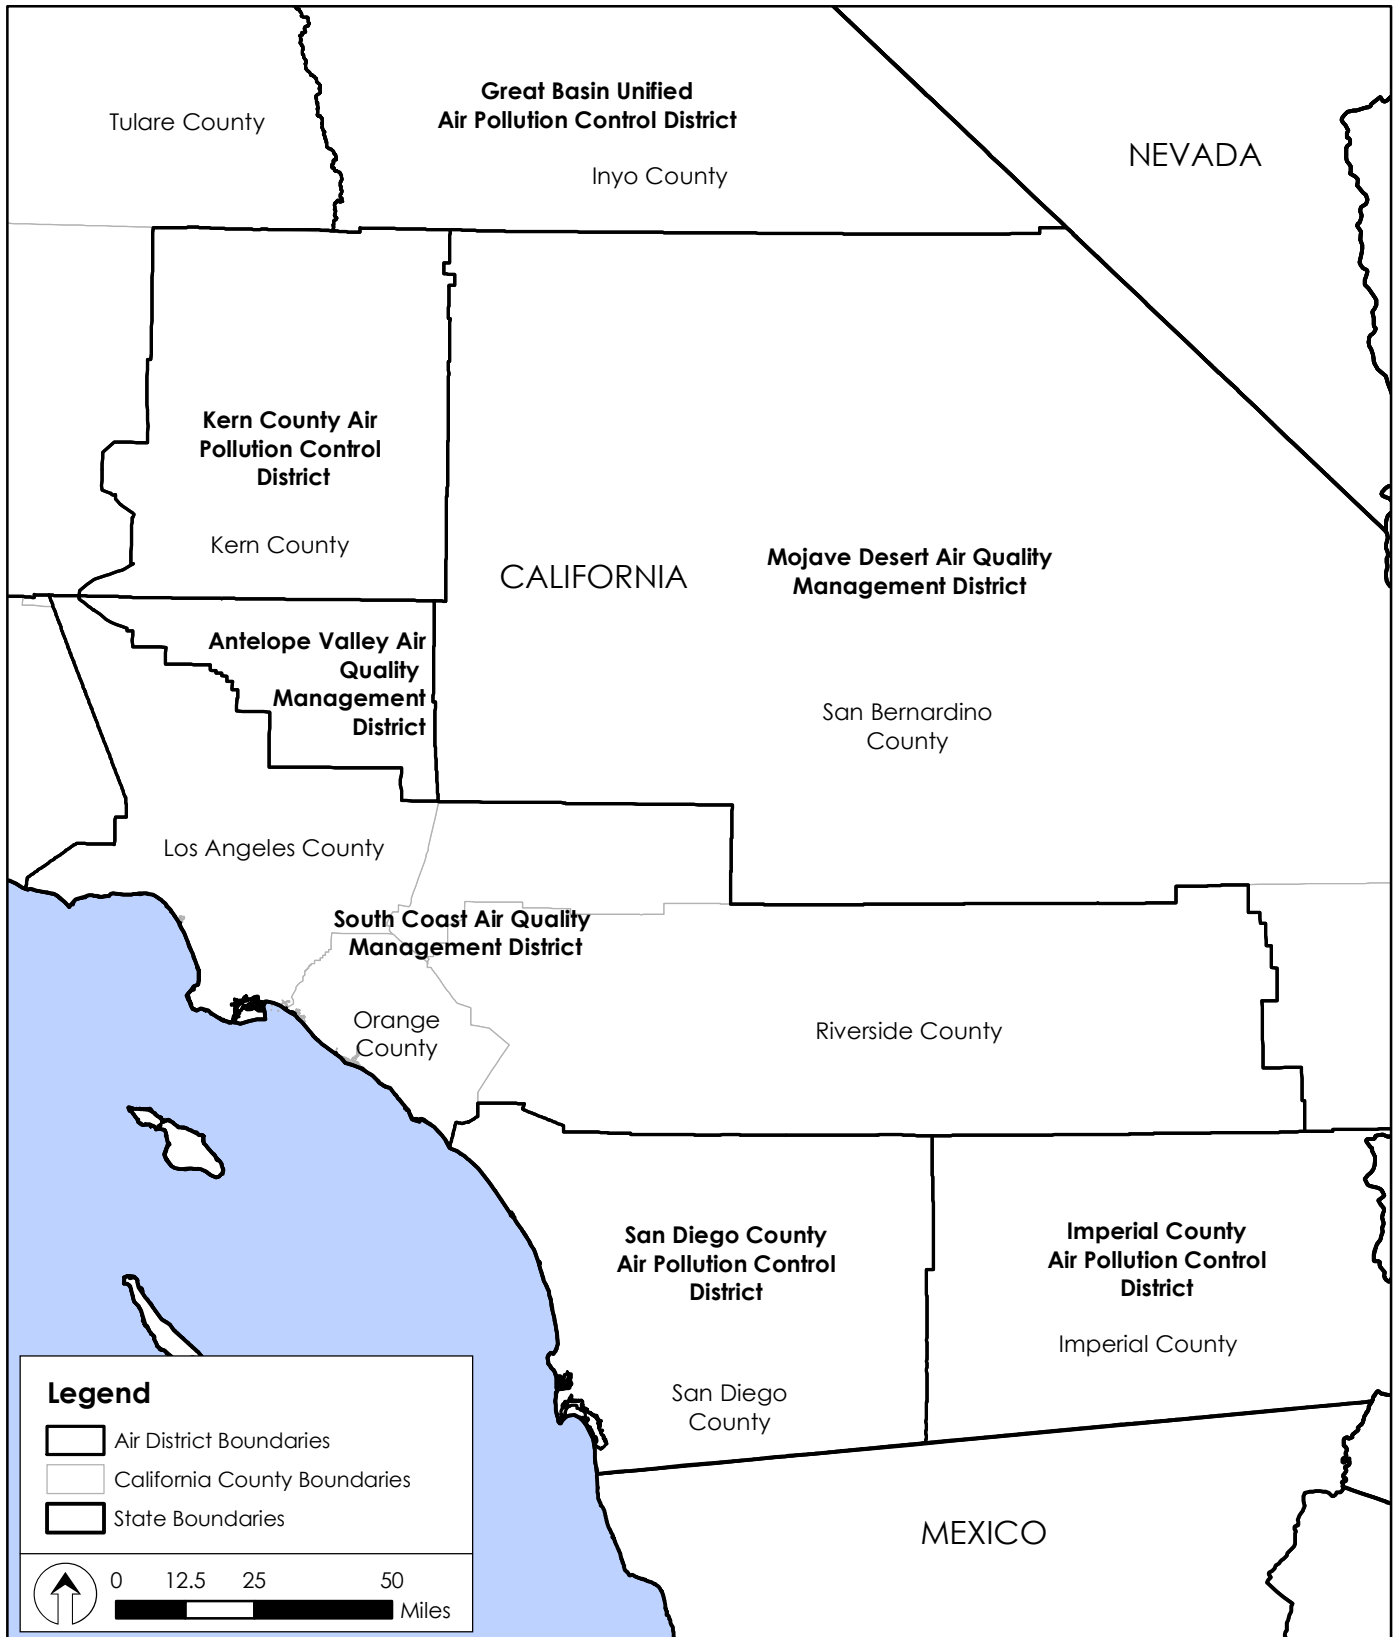 Great Basin Unified
Air Pollution Control District
Tulare County
NEVADA
Inyo County
Kern County Air
Pollution Control
District
Kern County
CALIFORNIA
Mojave Desert Air Quality
Management District
Antelope Valley Air
Quality
Management
District
San Bernardino
County
Los Angeles County
South Coast Air Quality
Management District
Orange
County
Riverside County
San Diego County
Air Pollution Control
District
Imperial County
Air Pollution Control
District
Imperial County
San Diego
County
MEXICO
Legend
Air District Boundaries
California County Boundaries
State Boundaries
0 12.5 25 50
Miles